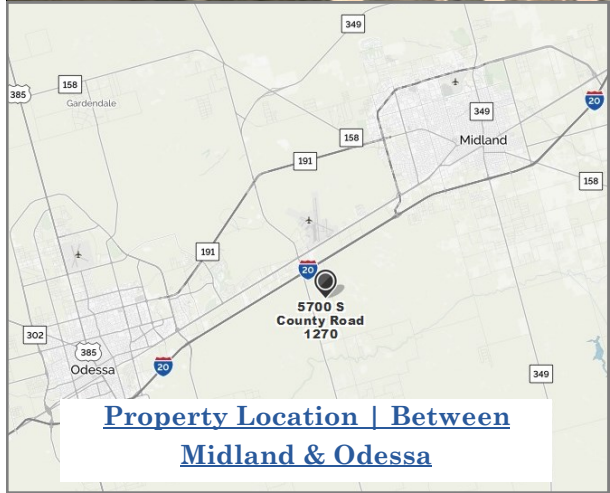 349
385
158
Gardendale
20
349
Midland
158
191
158
191
20
5700 S
County Road
1270
302
385
Odessa
20
349
Property Location | Between
Midland & Odessa